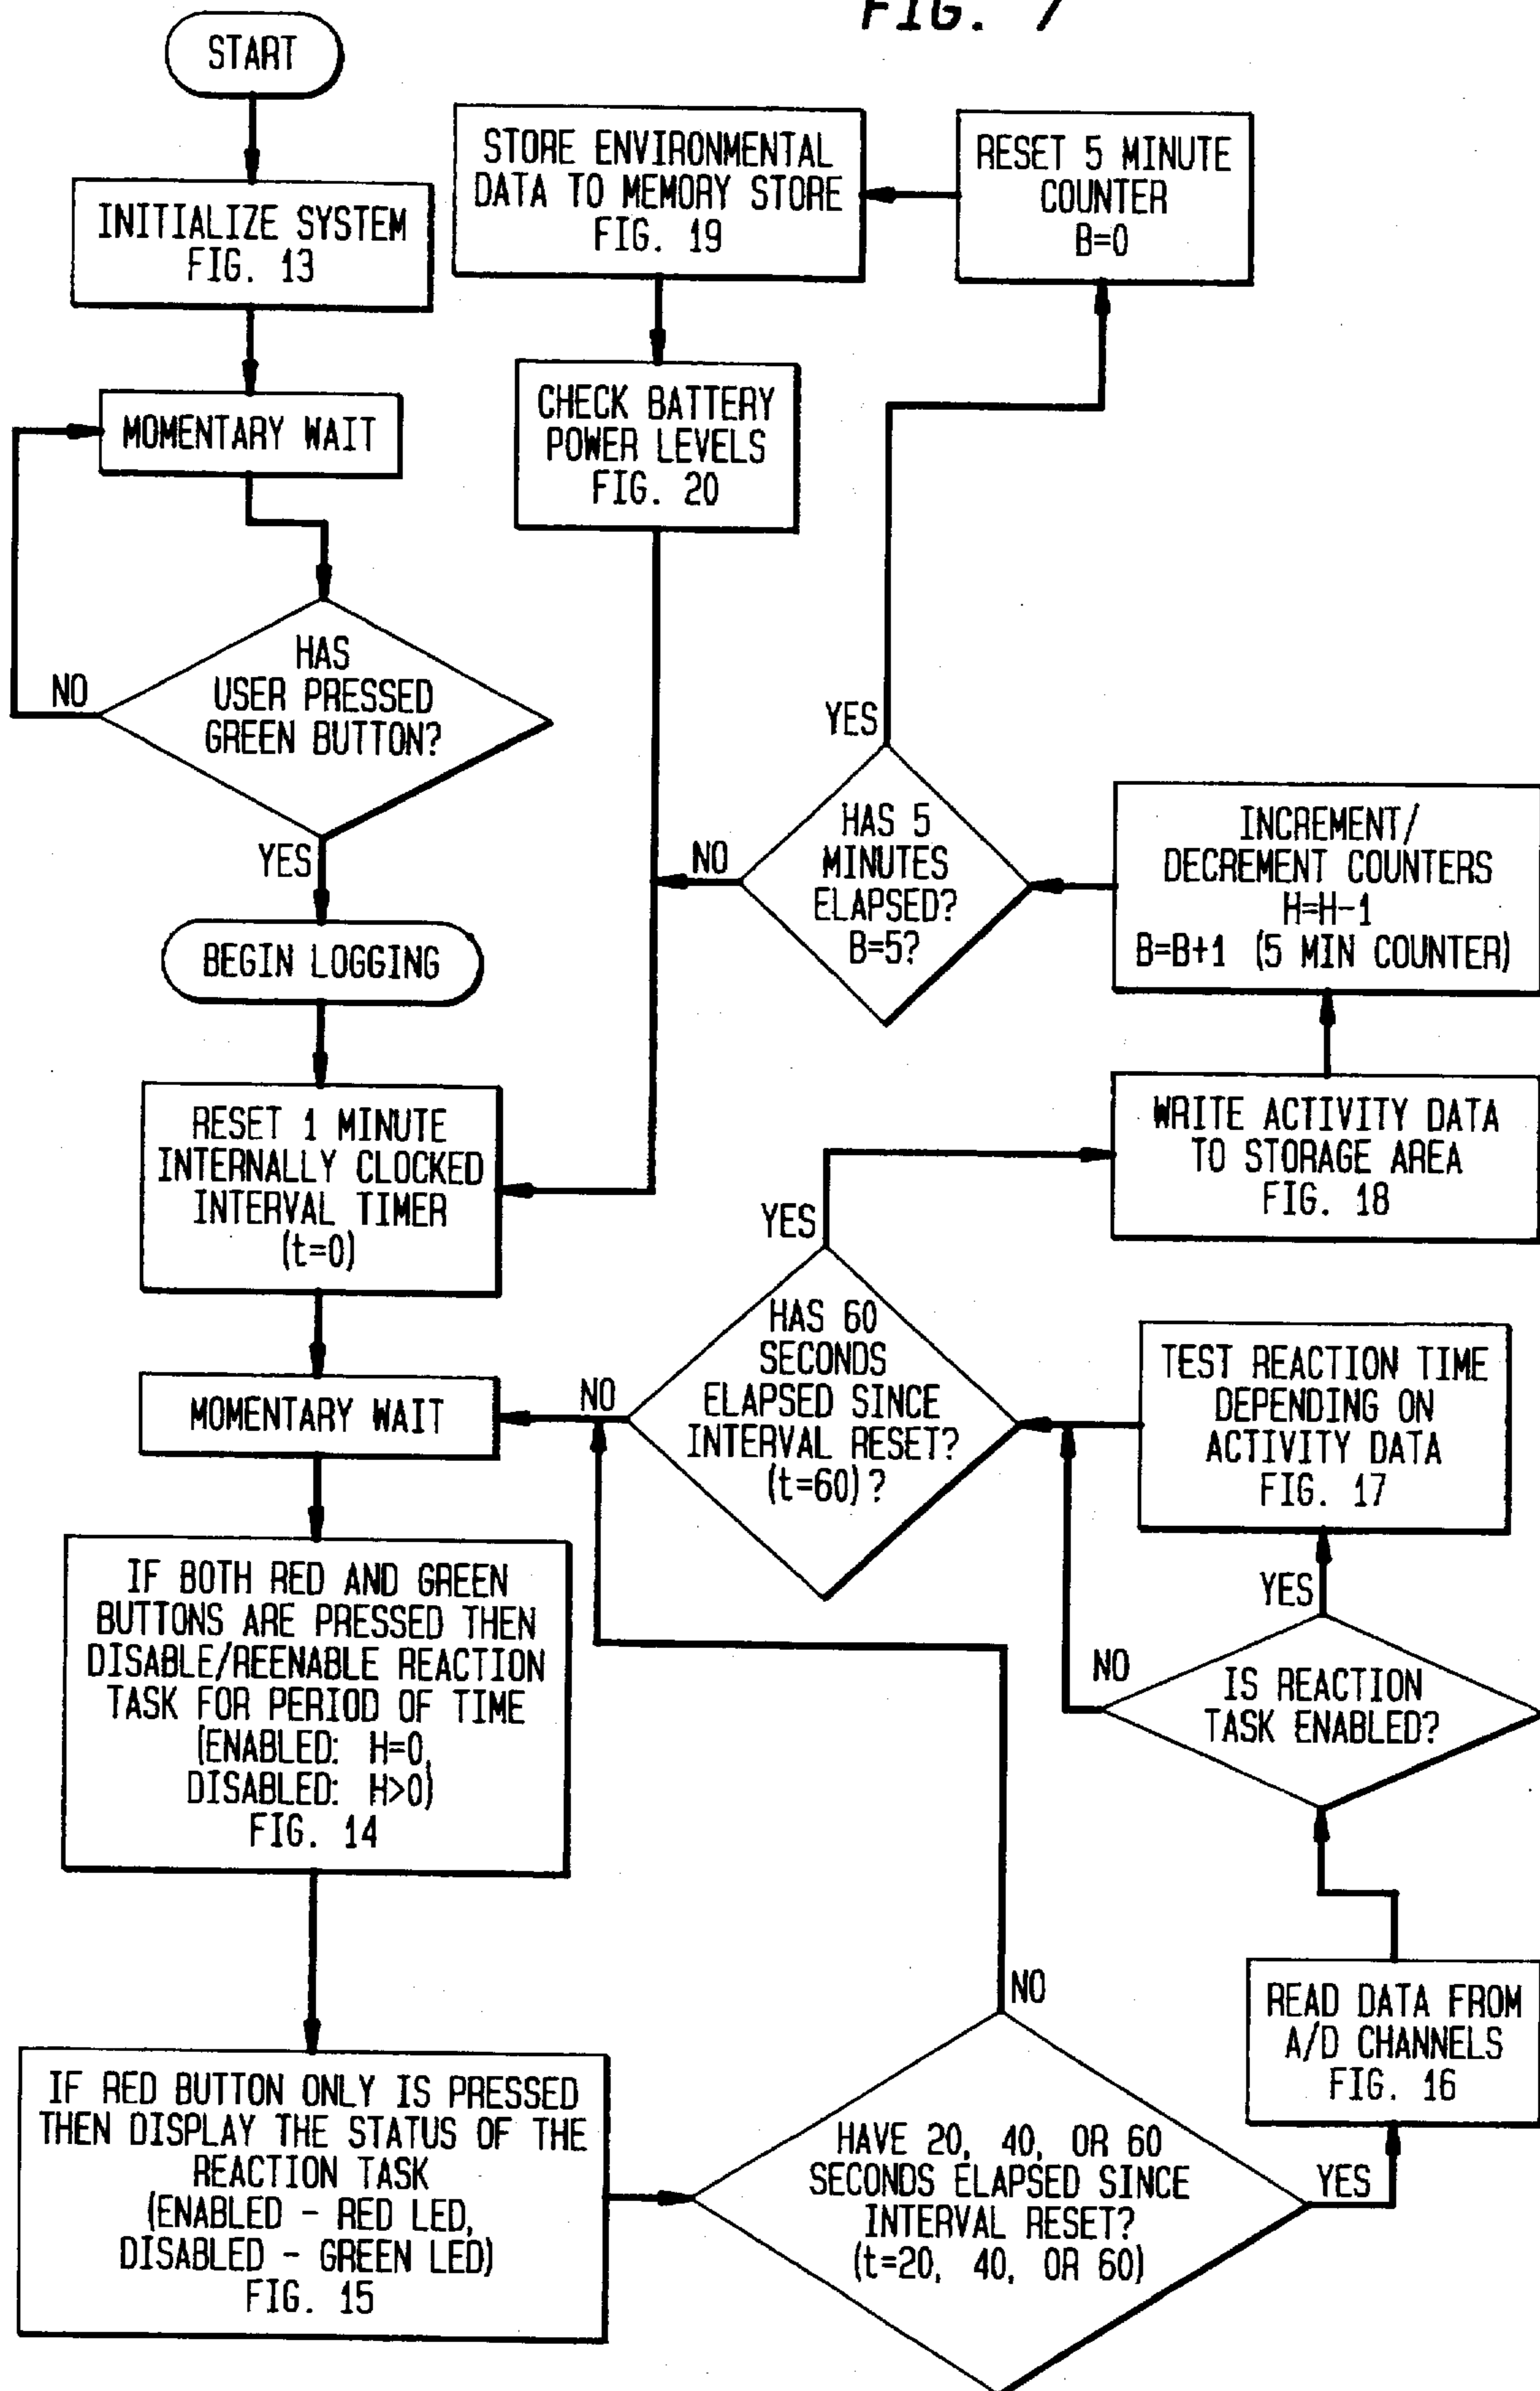 FIG. 7
START
INITIALIZE SYSTEM
FIG. 13
MOMENTARY WAIT
HAS
USER PRESSED
GREEN BUTTON?
NO
YES
BEGIN LOGGING
RESET 1 MINUTE
INTERNALLY CLOCKED
INTERVAL TIMER
(t=0)
MOMENTARY WAIT
IF BOTH RED AND GREEN
BUTTONS ARE PRESSED THEN
DISABLE/REENABLE REACTION
TASK FOR PERIOD OF TIME
(ENABLED: H=0,
DISABLED: H>0)
FIG. 14
IF RED BUTTON ONLY IS PRESSED
THEN DISPLAY THE STATUS OF THE
REACTION TASK
(ENABLED - RED LED,
DISABLED - GREEN LED)
FIG. 15
HAVE 20, 40, OR 60
SECONDS ELAPSED SINCE
INTERVAL RESET?
(t=20, 40, OR 60)
NO
YES
READ DATA FROM
A/D CHANNELS
FIG. 16
IS REACTION
TASK ENABLED?
NO
YES
TEST REACTION TIME
DEPENDING ON
ACTIVITY DATA
FIG. 17
HAS 60
SECONDS
ELAPSED SINCE
INTERVAL RESET?
(t=60)?
NO
YES
WRITE ACTIVITY DATA
TO STORAGE AREA
FIG. 18
INCREMENT/
DECREMENT COUNTERS
H=H-1
B=B+1 (5 MIN COUNTER)
HAS 5
MINUTES
ELAPSED?
B=5?
NO
YES
RESET 5 MINUTE
COUNTER
B=0
STORE ENVIRONMENTAL
DATA TO MEMORY STORE
FIG. 19
CHECK BATTERY
POWER LEVELS
FIG. 20